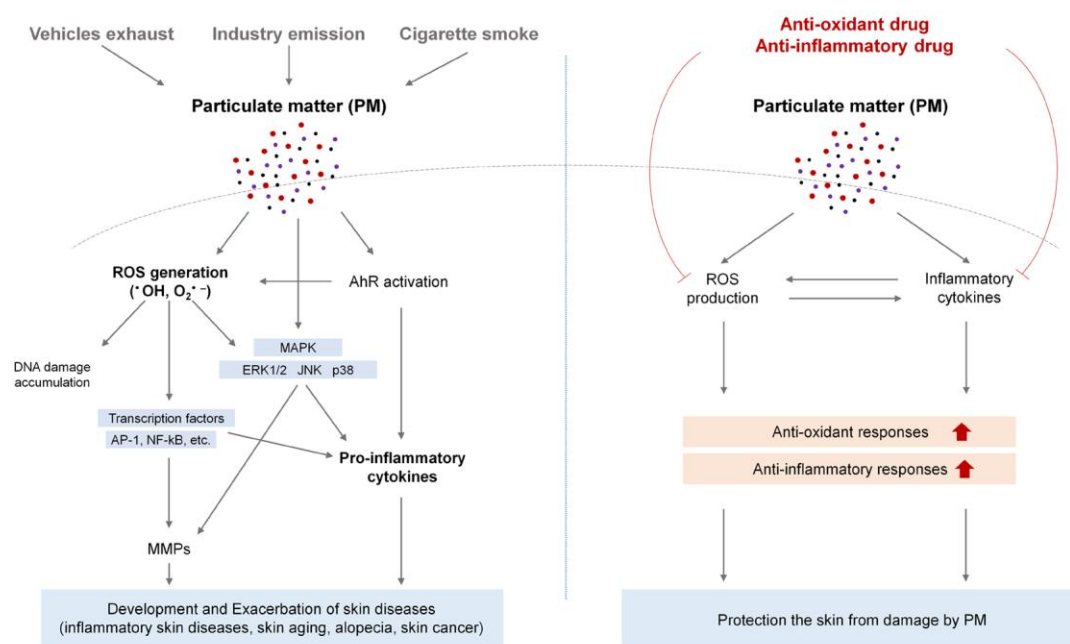 Vehicles exhaust
Industry emission
Cigarette smoke
Particulate matter (PM)
ROS generation
(•OH, O₂•−)
AhR activation
DNA damage
accumulation
MAPK
ERK1/2 JNK p38
Transcription factors
AP-1, NF-kB, etc.
Pro-inflammatory
cytokines
MMPs
Development and Exacerbation of skin diseases
(inflammatory skin diseases, skin aging, alopecia, skin cancer)
Anti-oxidant drug
Anti-inflammatory drug
Particulate matter (PM)
ROS
production
Inflammatory
cytokines
Anti-oxidant responses
Anti-inflammatory responses
Protection the skin from damage by PM